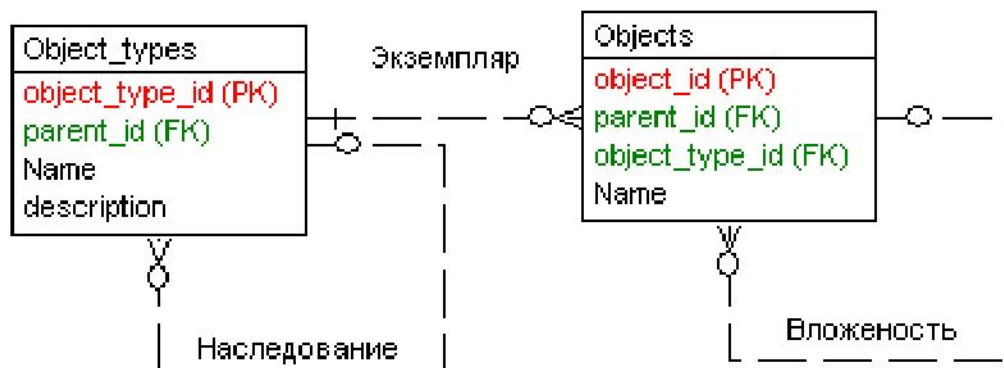 Object_types
object_type_id (PK)
parent_id (FK)
Name
description
Экземпляр
Objects
object_id (PK)
parent_id (FK)
object_type_id (FK)
Name
Наследование
Вложеность